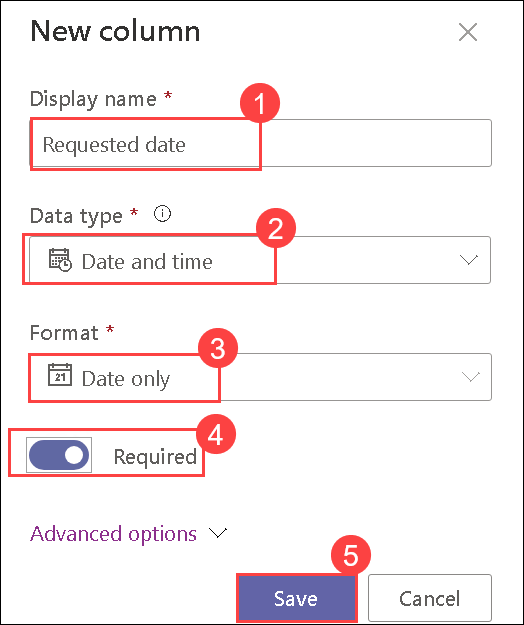 New column
Display name *
1
Requested date
Data type *
2
Date and time
Format *
3
21
Date only
4
Required
Advanced options
5
Save
Cancel